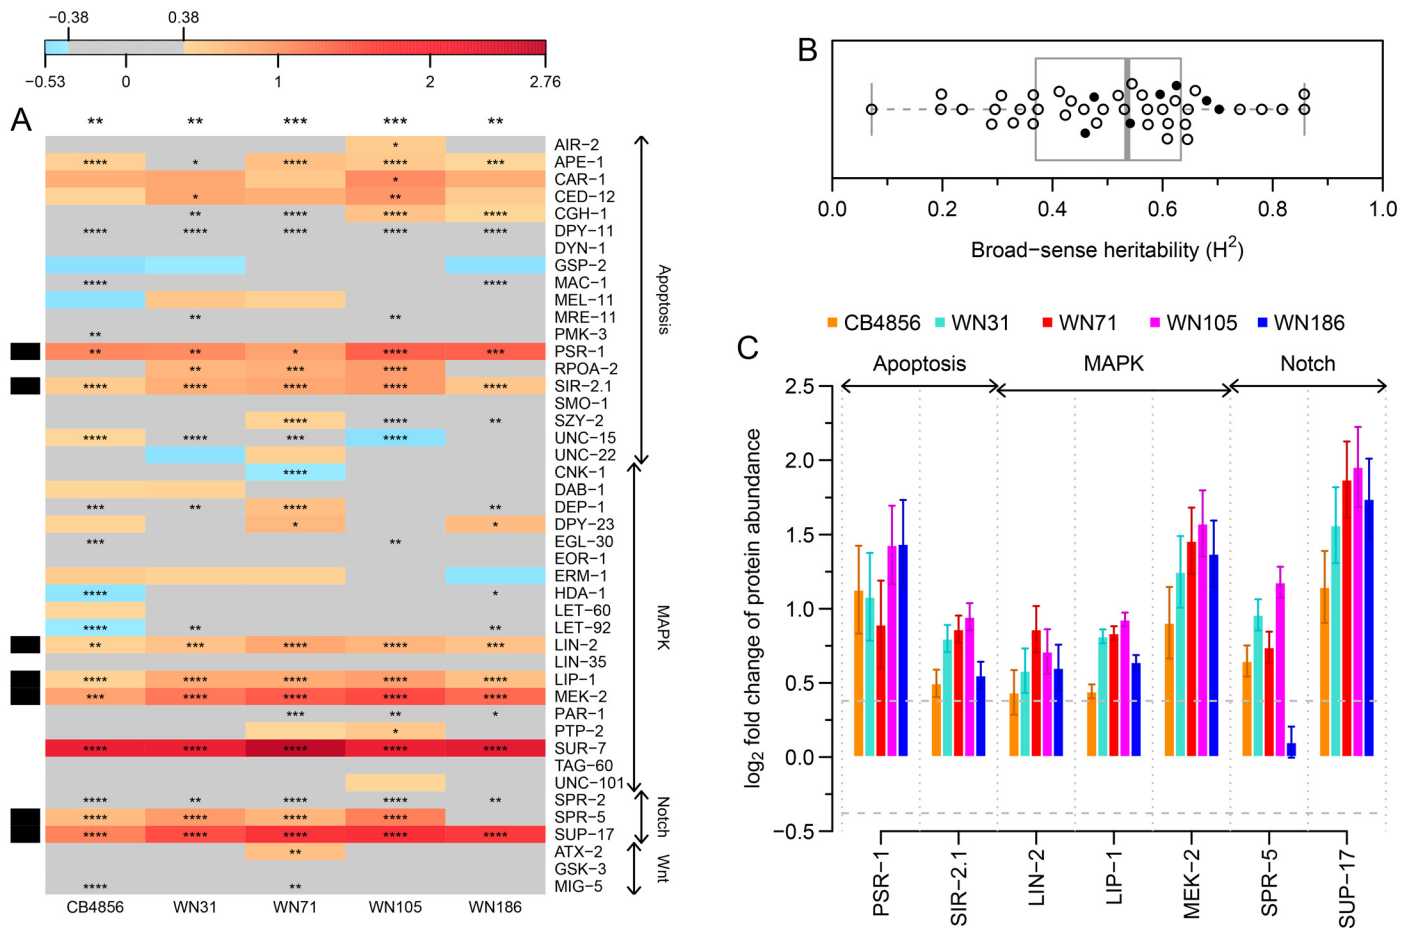 −0.38 0.38
−0.53 0 1 2 2.76
A
** ** *** *** **
* AIR−2
**** * **** **** *** APE−1
* CAR−1
* ** CED−12
** **** **** **** CGH−1
**** **** **** **** **** DPY−11
DYN−1
GSP−2
**** **** MAC−1
MEL−11
** ** MRE−11
** PMK−3
** ** * **** *** PSR−1
** *** **** RPOA−2
**** **** **** **** **** SIR−2.1
SMO−1
**** **** ** SZY−2
**** **** *** **** UNC−15
UNC−22
**** CNK−1
DAB−1
*** ** **** ** DEP−1
* * DPY−23
*** ** EGL−30
EOR−1
ERM−1
**** * HDA−1
LET−60
**** ** ** LET−92
** *** **** **** *** LIN−2
LIN−35
**** **** **** **** **** LIP−1
*** **** **** **** **** MEK−2
*** ** * PAR−1
* PTP−2
**** **** **** **** **** SUR−7
TAG−60
UNC−101
**** ** **** **** ** SPR−2
**** **** **** **** SPR−5
**** **** **** **** **** SUP−17
** ATX−2
GSK−3
**** ** MIG−5
CB4856 WN31 WN71 WN105 WN186
Apoptosis
MAPK
Notch
Wnt
B
0.0 0.2 0.4 0.6 0.8 1.0
Broad−sense heritability (H²)
CB4856 WN31 WN71 WN105 WN186
C
Apoptosis MAPK Notch
log₂ fold change of protein abundance
2.5
2.0
1.5
1.0
0.5
0.0
−0.5
PSR−1 SIR−2.1 LIN−2 LIP−1 MEK−2 SPR−5 SUP−17